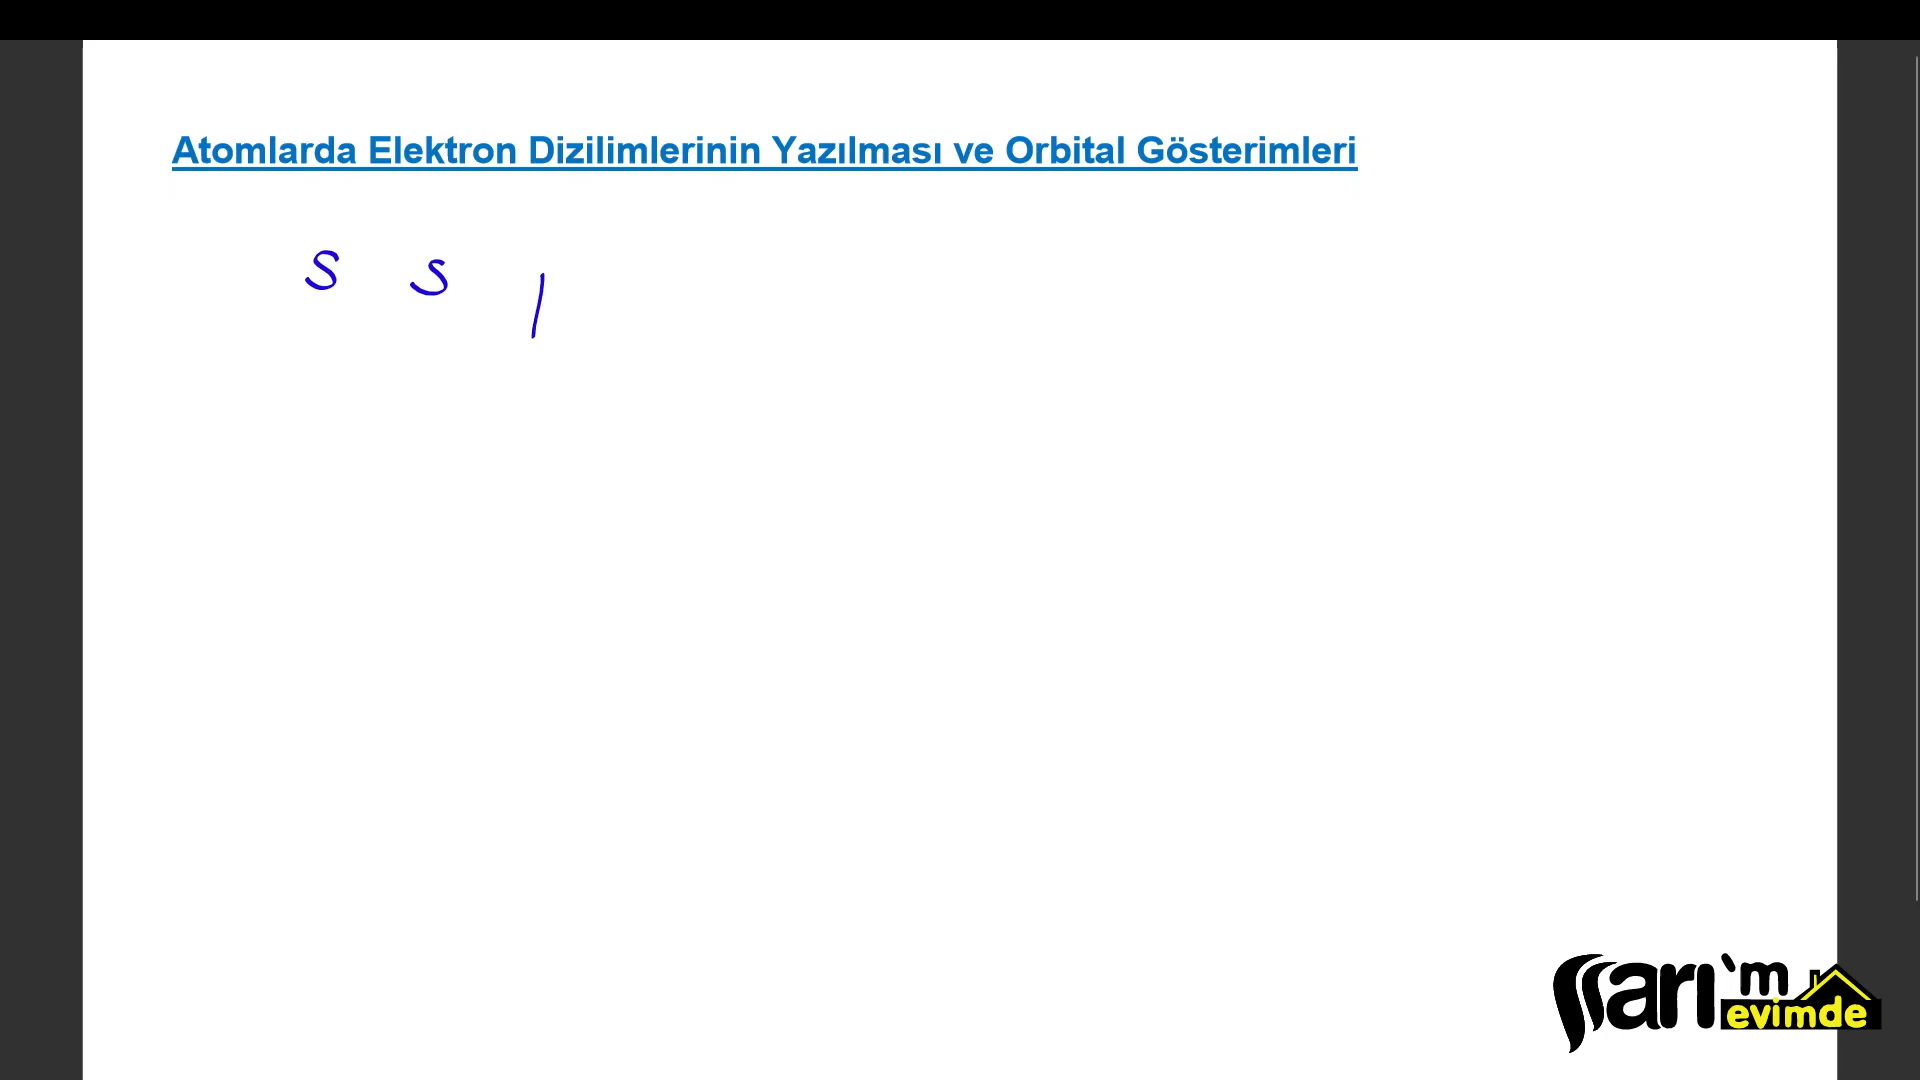 Atomlarda Elektron Dizilimlerinin Yazılması ve Orbital Gösterimleri
s s
sarı'm
evimde